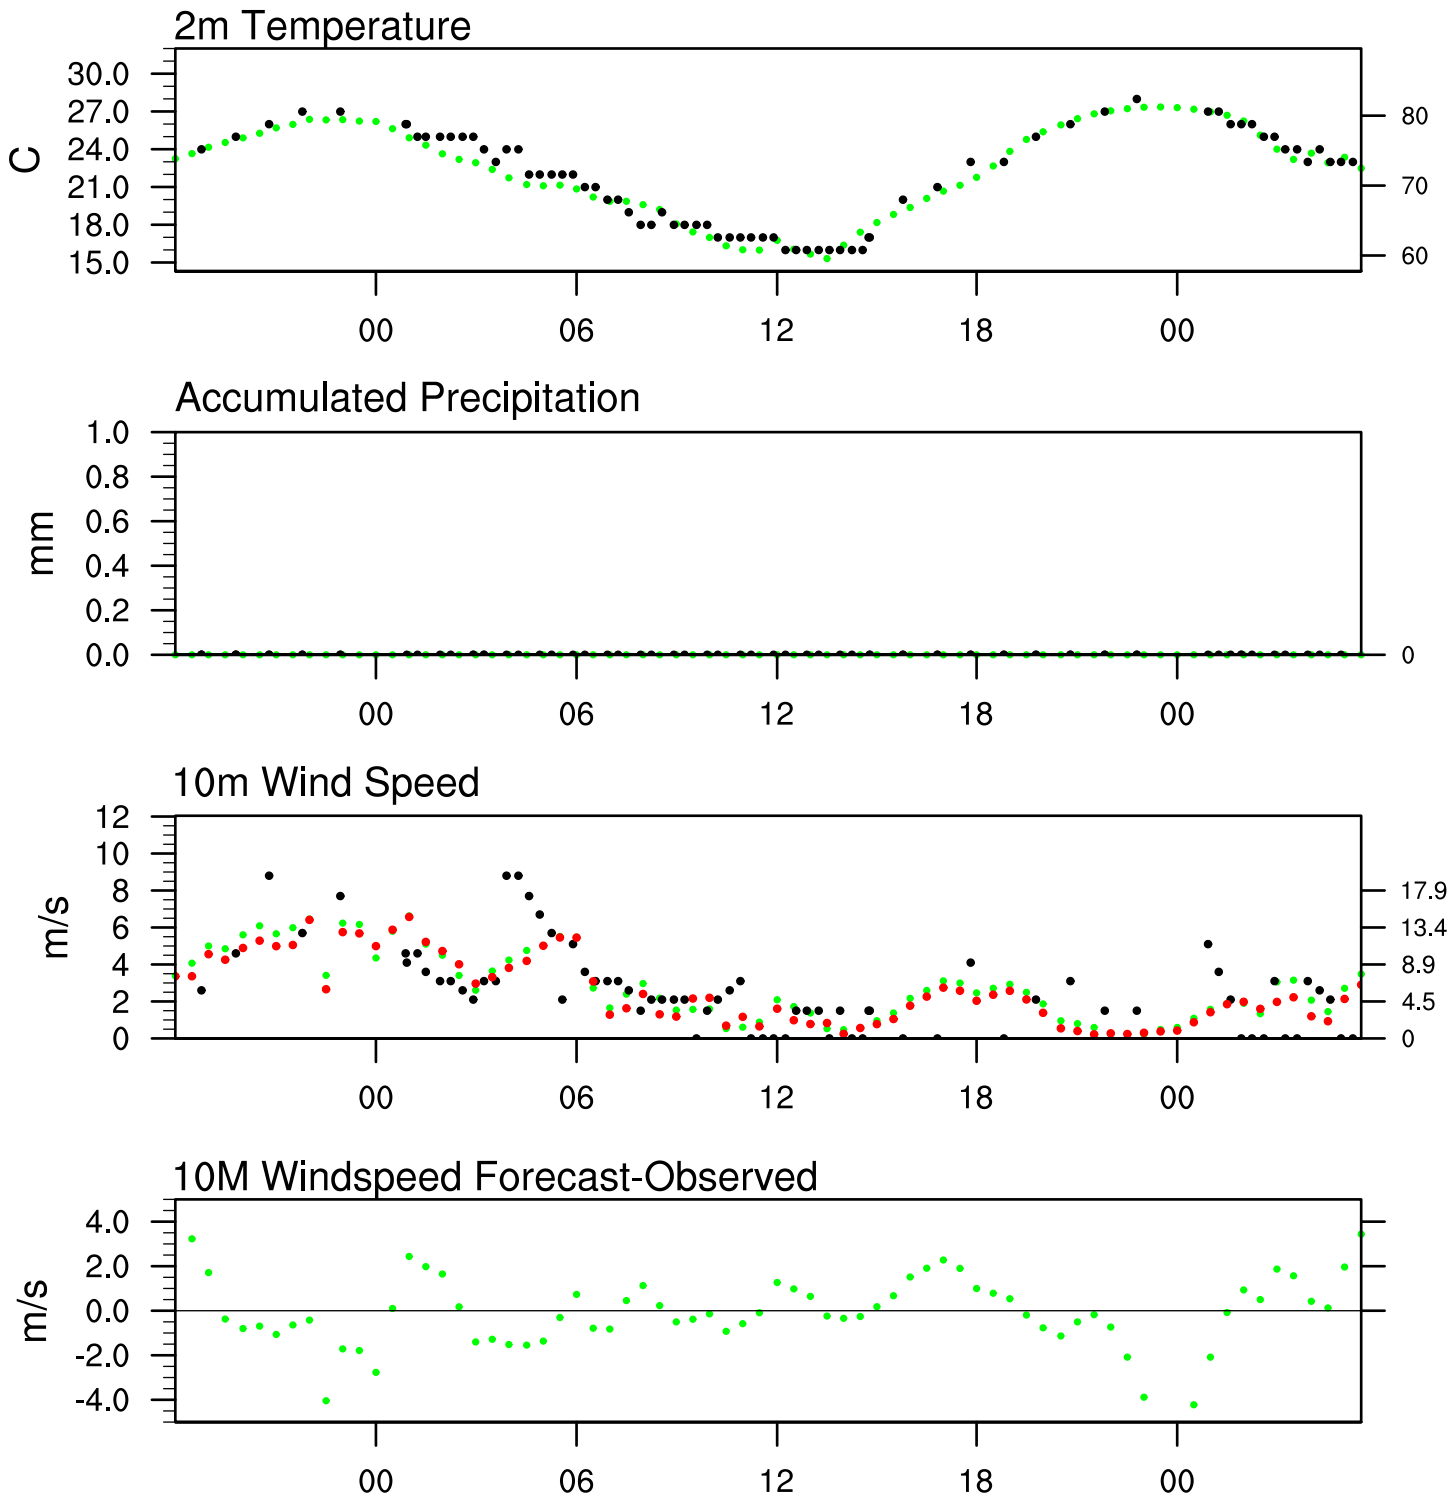 2m Temperature
30.0
27.0
24.0
21.0
18.0
15.0
C
80
70
60
00 06 12 18 00
Accumulated Precipitation
1.0
0.8
0.6
0.4
0.2
0.0
mm
0
00 06 12 18 00
10m Wind Speed
12
10
8
6
4
2
0
m/s
17.9
13.4
8.9
4.5
0
00 06 12 18 00
10M Windspeed Forecast-Observed
4.0
2.0
0.0
-2.0
-4.0
m/s
00 06 12 18 00